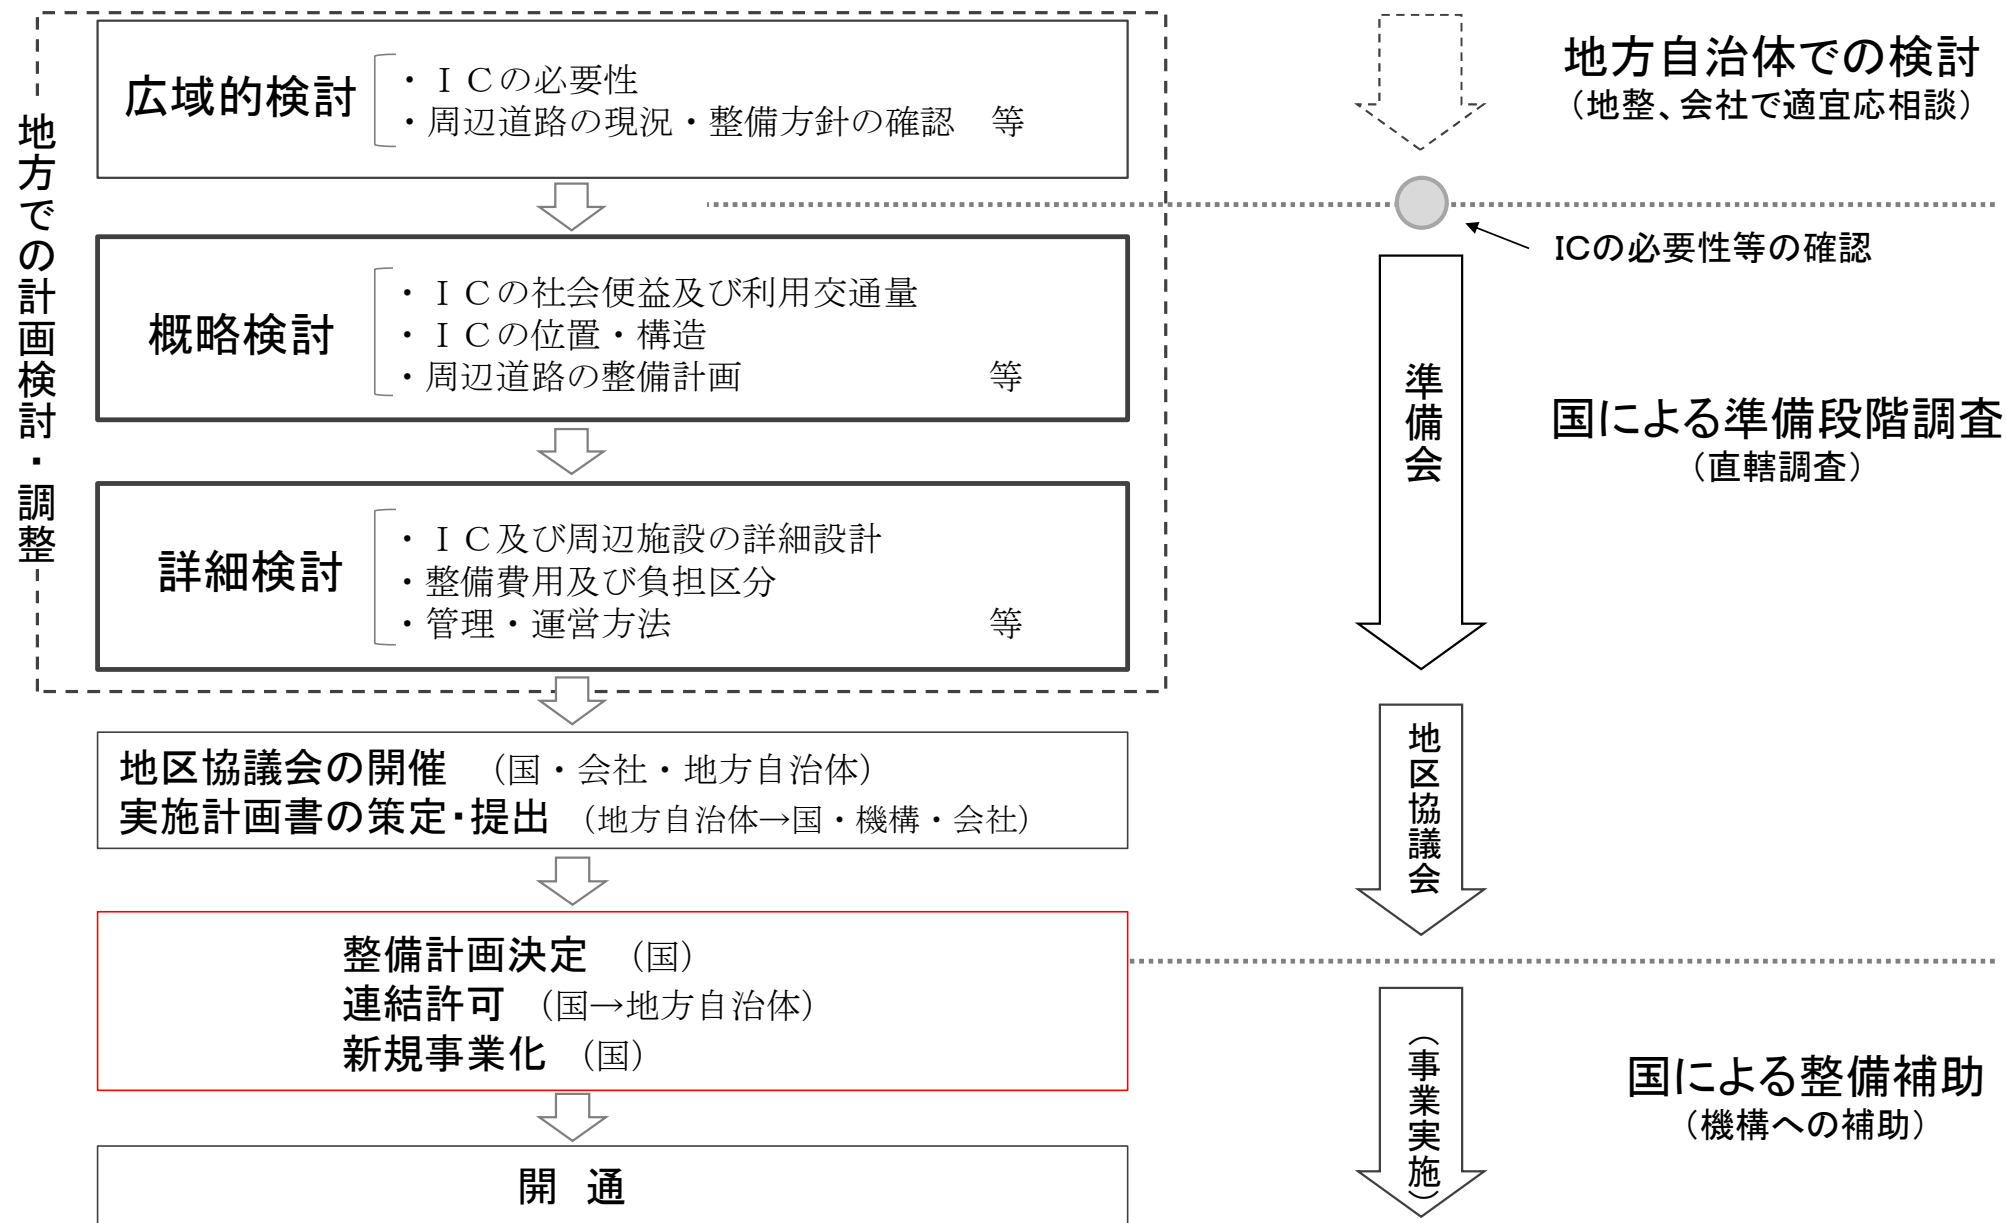 地方での計画検討・調整
広域的検討
・ＩＣの必要性
・周辺道路の現況・整備方針の確認　等
概略検討
・ＩＣの社会便益及び利用交通量
・ＩＣの位置・構造
・周辺道路の整備計画　等
詳細検討
・ＩＣ及び周辺施設の詳細設計
・整備費用及び負担区分
・管理・運営方法　等
地区協議会の開催　（国・会社・地方自治体）
実施計画書の策定・提出　（地方自治体→国・機構・会社）
整備計画決定　（国）
連結許可　（国→地方自治体）
新規事業化　（国）
開　通
地方自治体での検討
（地整、会社で適宜応相談）
ICの必要性等の確認
準備会
国による準備段階調査
（直轄調査）
地区協議会
（事業実施）
国による整備補助
（機構への補助）